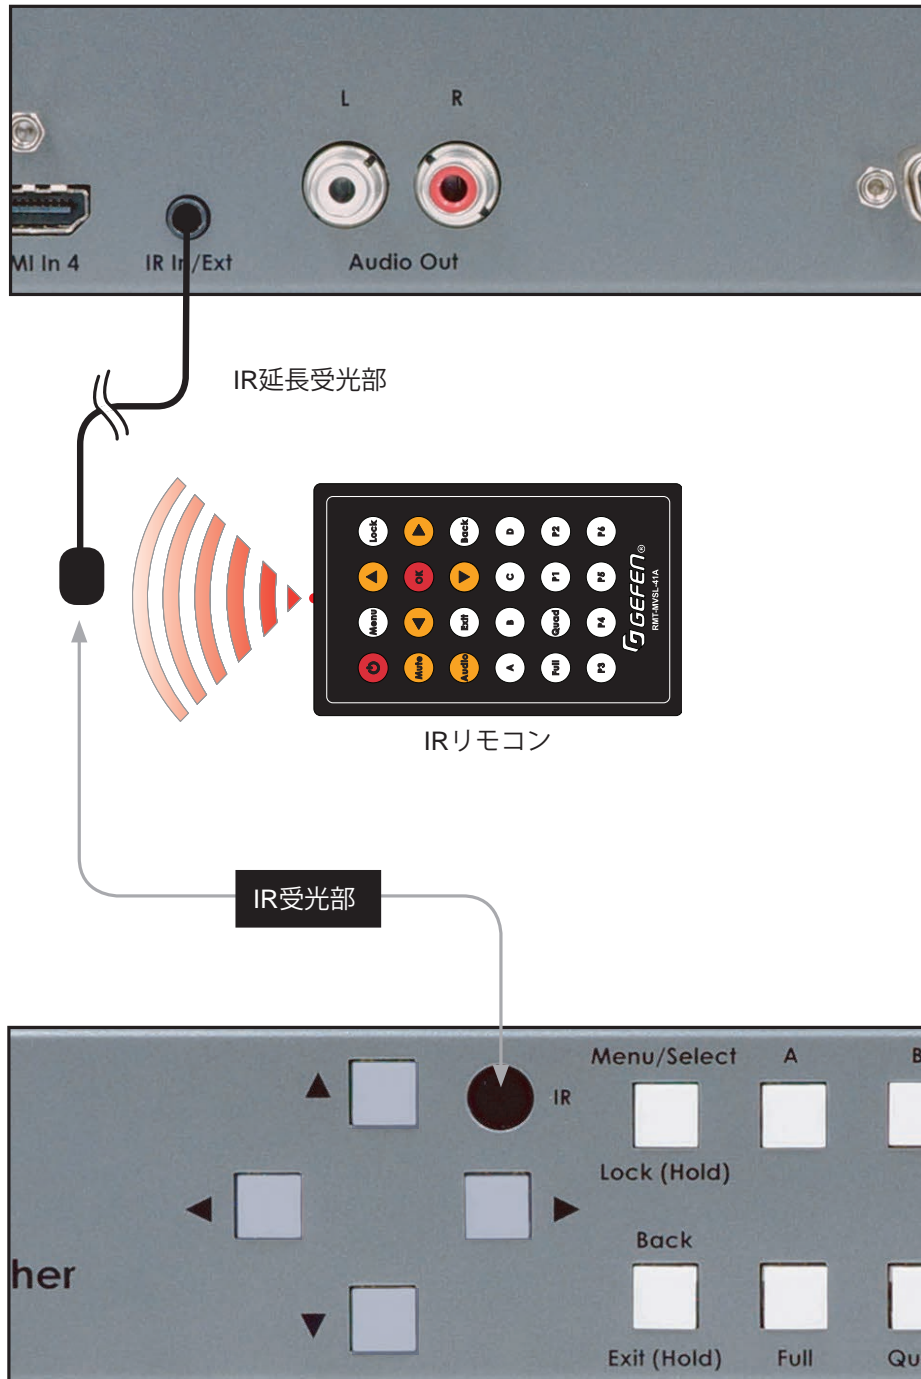 L R
MI In 4 IR In/Ext Audio Out
IR延長受光部
Menu Lock
Mute OK
Audio Exit Back
A B C D
Full Quad P1 P2
P3 P4 P5 P6
GEFEN®
RMT-MVSL-41A
IRリモコン
IR受光部
Menu/Select A B
IR
Lock (Hold)
Back
her
Exit (Hold) Full Qu